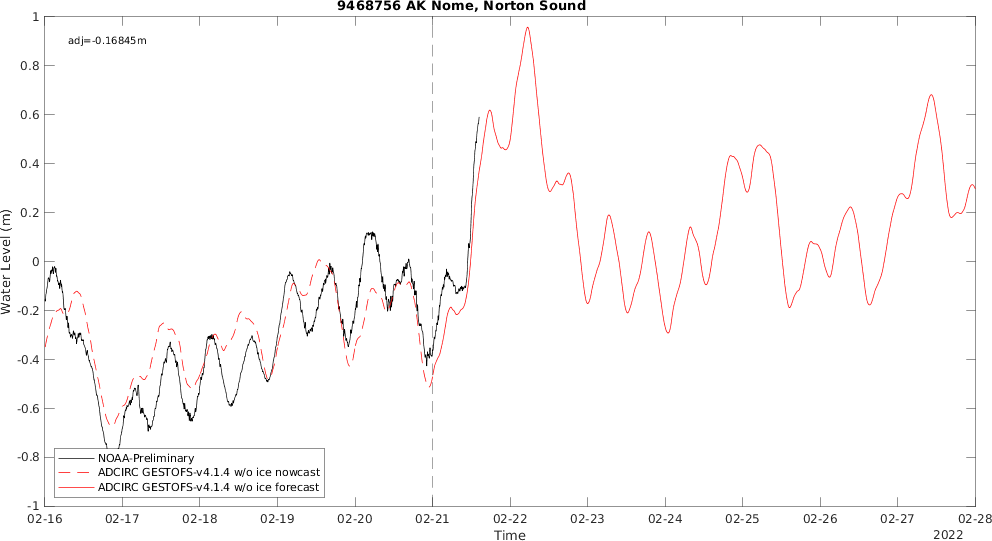 9468756 AK Nome, Norton Sound
adj=-0.16845m
1
0.8
0.6
0.4
0.2
0
-0.2
-0.4
-0.6
-0.8
-1
Water Level (m)
NOAA-Preliminary
ADCIRC GESTOFS-v4.1.4 w/o ice nowcast
ADCIRC GESTOFS-v4.1.4 w/o ice forecast
02-16 02-17 02-18 02-19 02-20 02-21 02-22 02-23 02-24 02-25 02-26 02-27 02-28
Time
2022